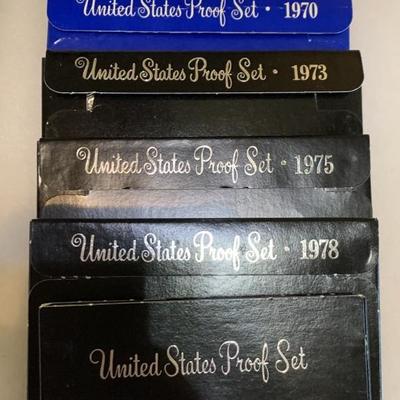 United States Proof Set · 1970
United States Proof Set · 1973
United States Proof Set · 1975
United States Proof Set · 1978
United States Proof Set